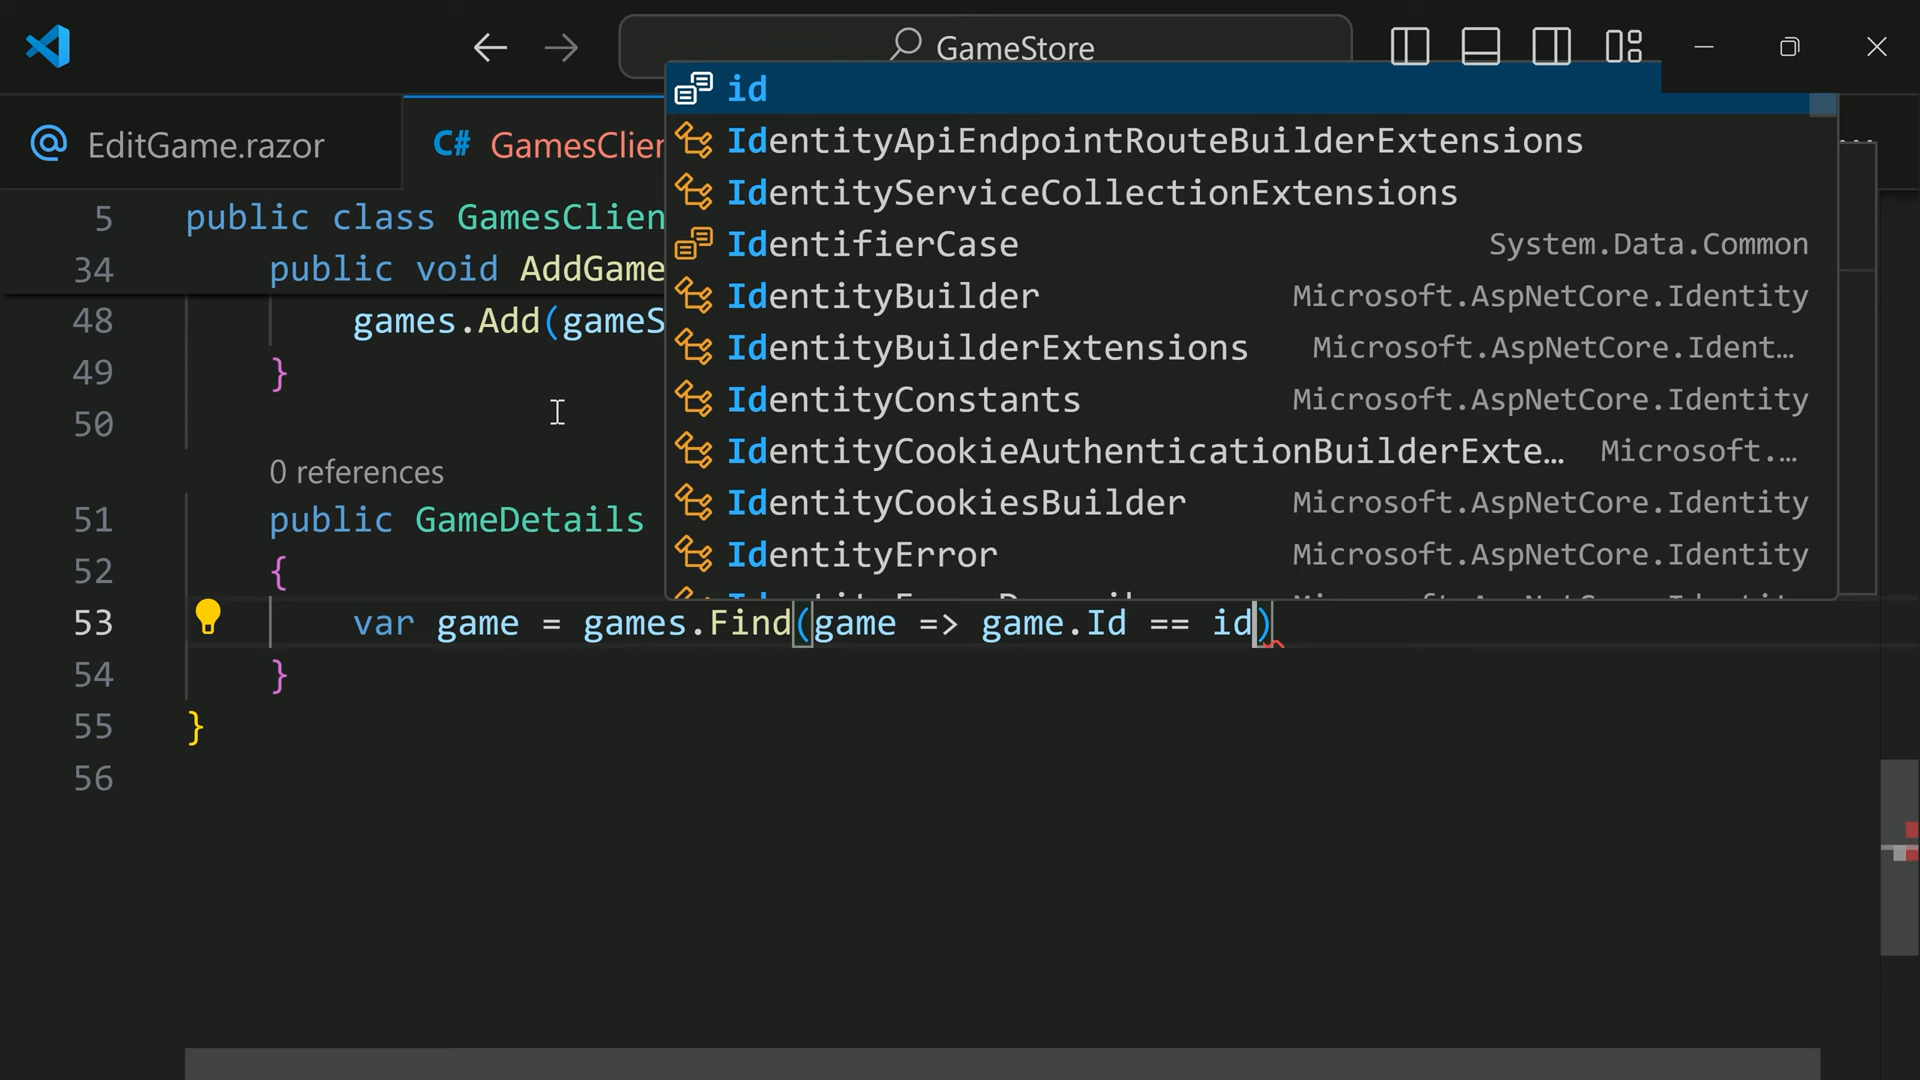 GameStore
EditGame.razor
C# GamesClien
5 public class GamesClien
34 public void AddGame
48 games.Add(gameS
49 }
50
0 references
51 public GameDetails
52 {
53 var game = games.Find(game => game.Id == id)
54 }
55 }
56
id
IdentityApiEndpointRouteBuilderExtensions
IdentityServiceCollectionExtensions
IdentifierCase System.Data.Common
IdentityBuilder Microsoft.AspNetCore.Identity
IdentityBuilderExtensions Microsoft.AspNetCore.Ident…
IdentityConstants Microsoft.AspNetCore.Identity
IdentityCookieAuthenticationBuilderExte… Microsoft.…
IdentityCookiesBuilder Microsoft.AspNetCore.Identity
IdentityError Microsoft.AspNetCore.Identity